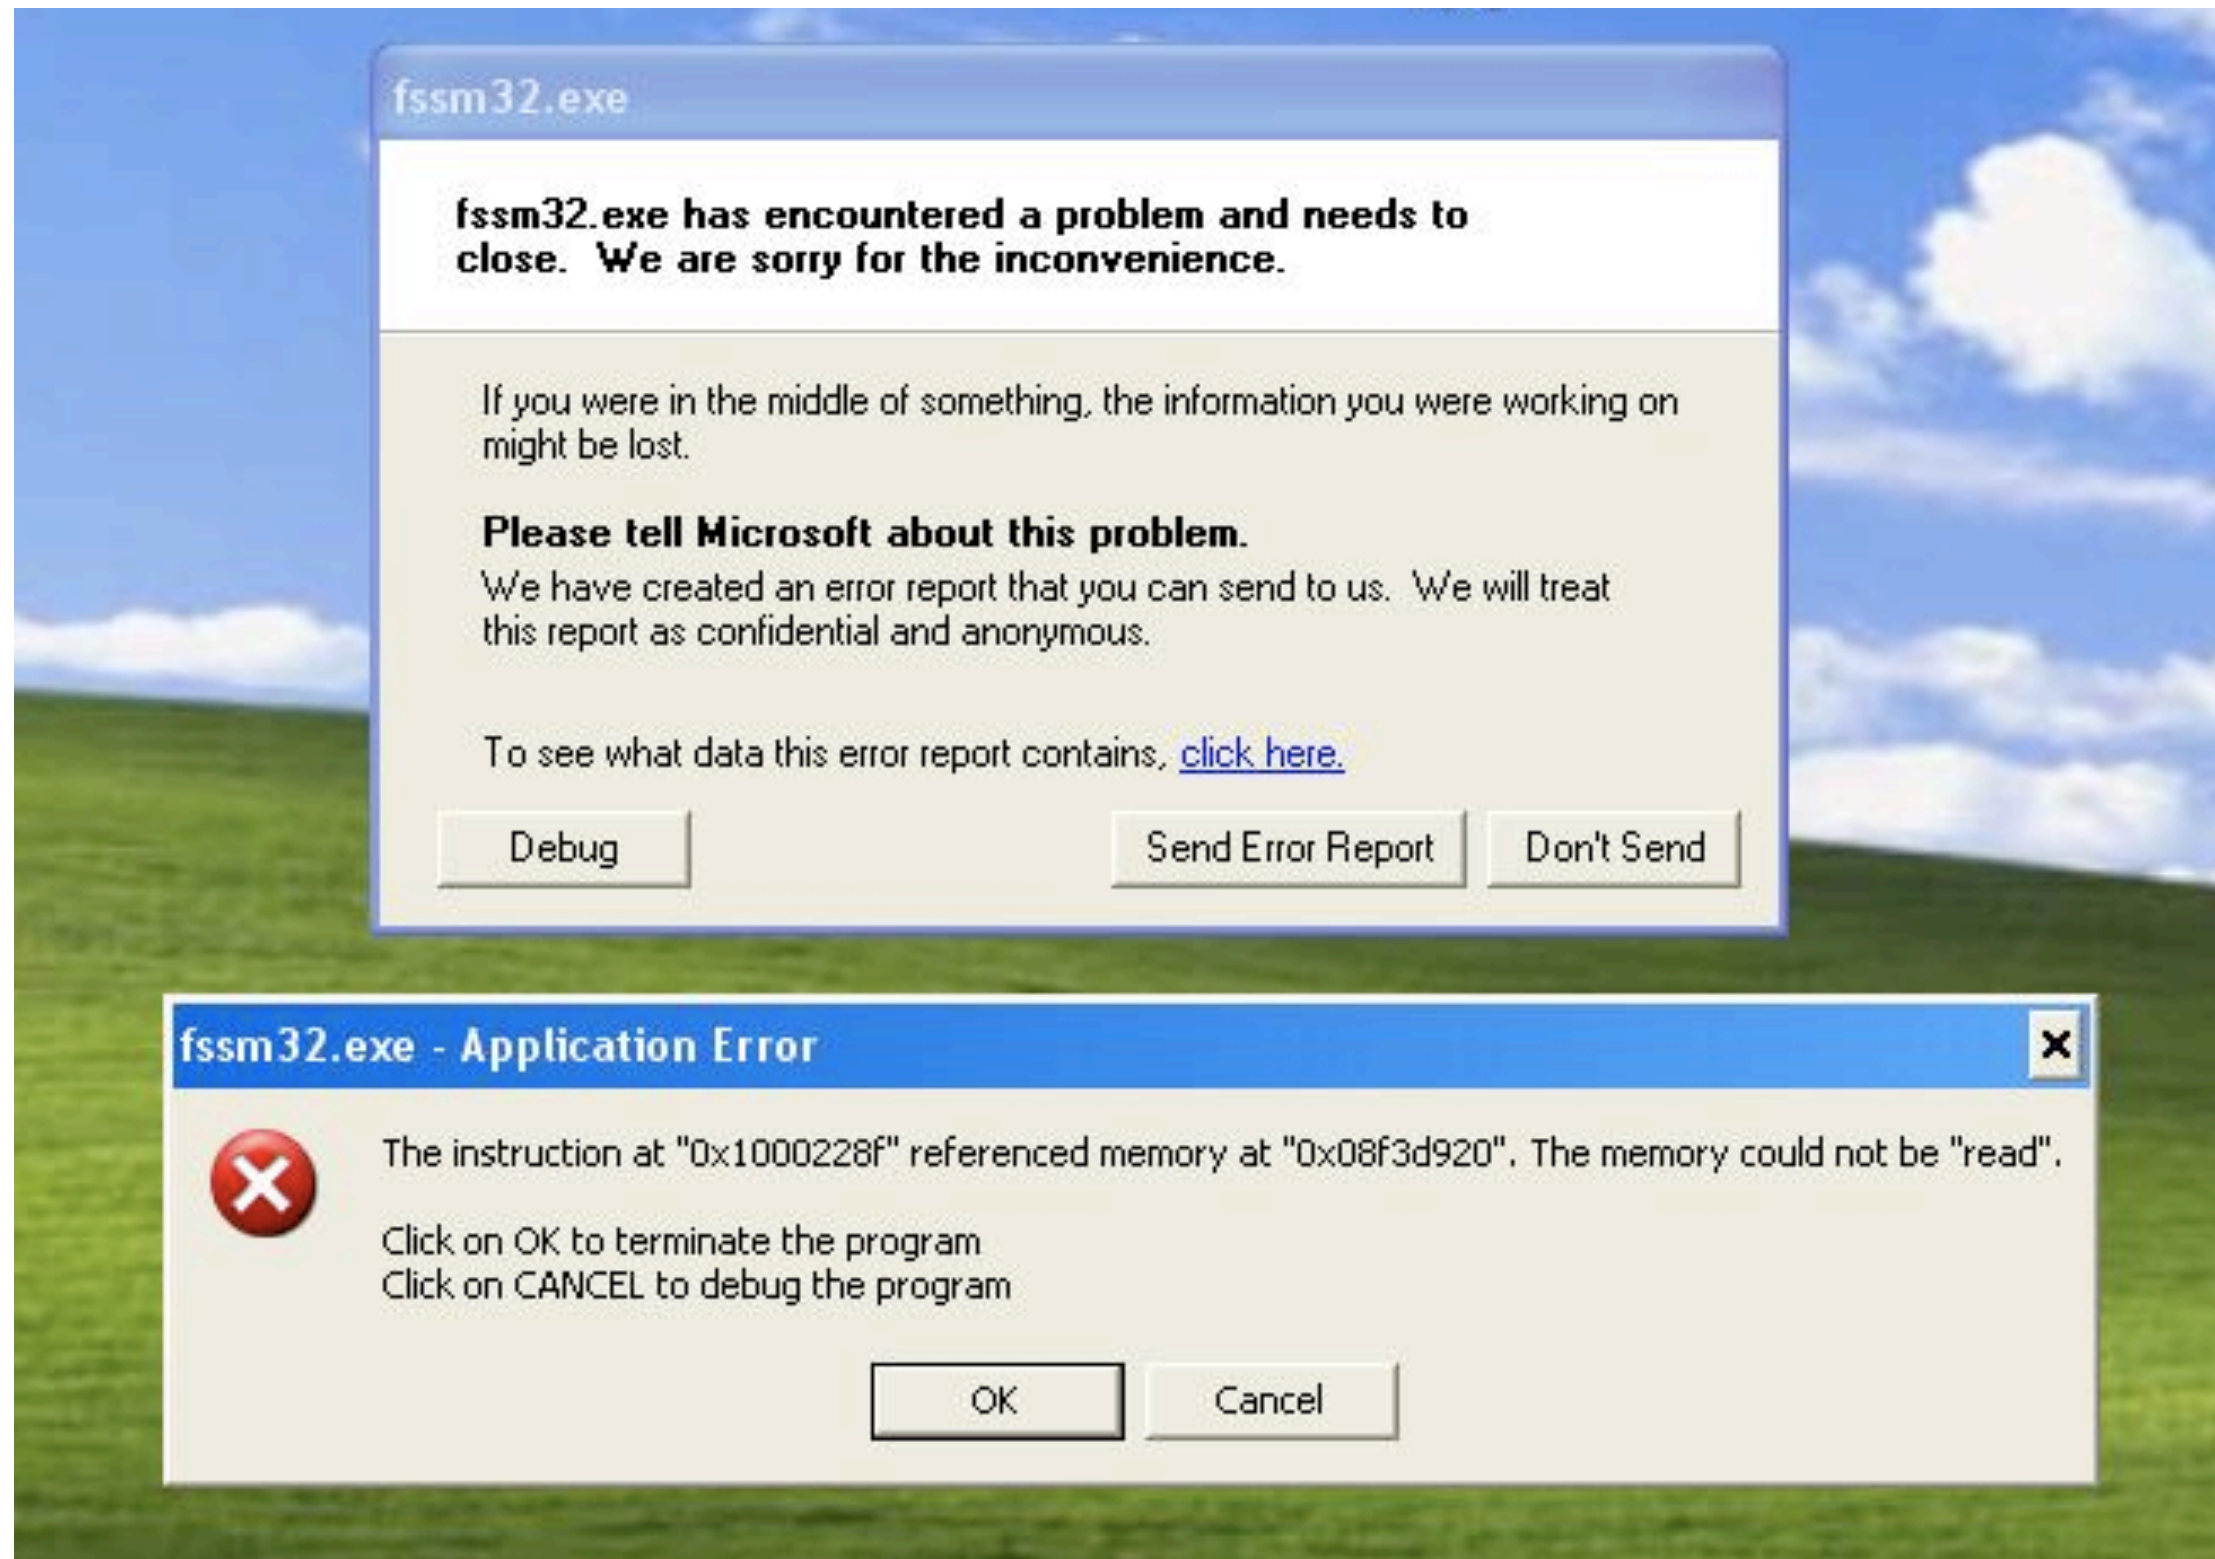 fssm32.exe
fssm32.exe has encountered a problem and needs to
close.  We are sorry for the inconvenience.
If you were in the middle of something, the information you were working on
might be lost.
Please tell Microsoft about this problem.
We have created an error report that you can send to us.  We will treat
this report as confidential and anonymous.
To see what data this error report contains, click here.
Debug Send Error Report Don't Send
fssm32.exe - Application Error
The instruction at "0x1000228f" referenced memory at "0x08f3d920". The memory could not be "read".
Click on OK to terminate the program
Click on CANCEL to debug the program
OK Cancel